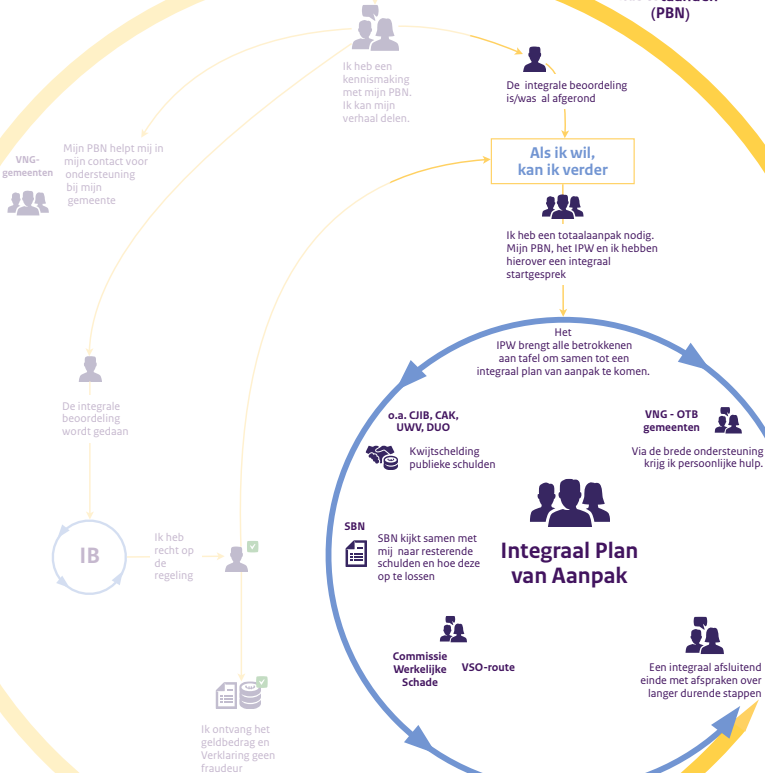 (PBN)
Ik heb een
kennismaking
met mijn PBN.
Ik kan mijn
verhaal delen.
De integrale beoordeling
is/was al afgerond
Mijn PBN helpt mij in
mijn contact voor
ondersteuning
bij mijn
gemeente
VNG-
gemeenten
Als ik wil,
kan ik verder
Ik heb een totaalaanpak nodig.
Mijn PBN, het IPW en ik hebben
hierover een integraal
startgesprek
Het
IPW brengt alle betrokkenen
aan tafel om samen tot een
integraal plan van aanpak te komen.
De integrale
beoordeling
wordt gedaan
o.a. CJIB, CAK,
UWV, DUO
Kwijtschelding
publieke schulden
VNG - OTB
gemeenten
Via de brede ondersteuning
krijg ik persoonlijke hulp.
IB
Ik heb
recht op
de
regeling
SBN
SBN kijkt samen met
mij naar resterende
schulden en hoe deze
op te lossen
Integraal Plan
van Aanpak
Commissie
Werkelijke
Schade
VSO-route
Een integraal afsluitend
einde met afspraken over
langer durende stappen
Ik ontvang het
geldbedrag en
Verklaring geen
fraudeur